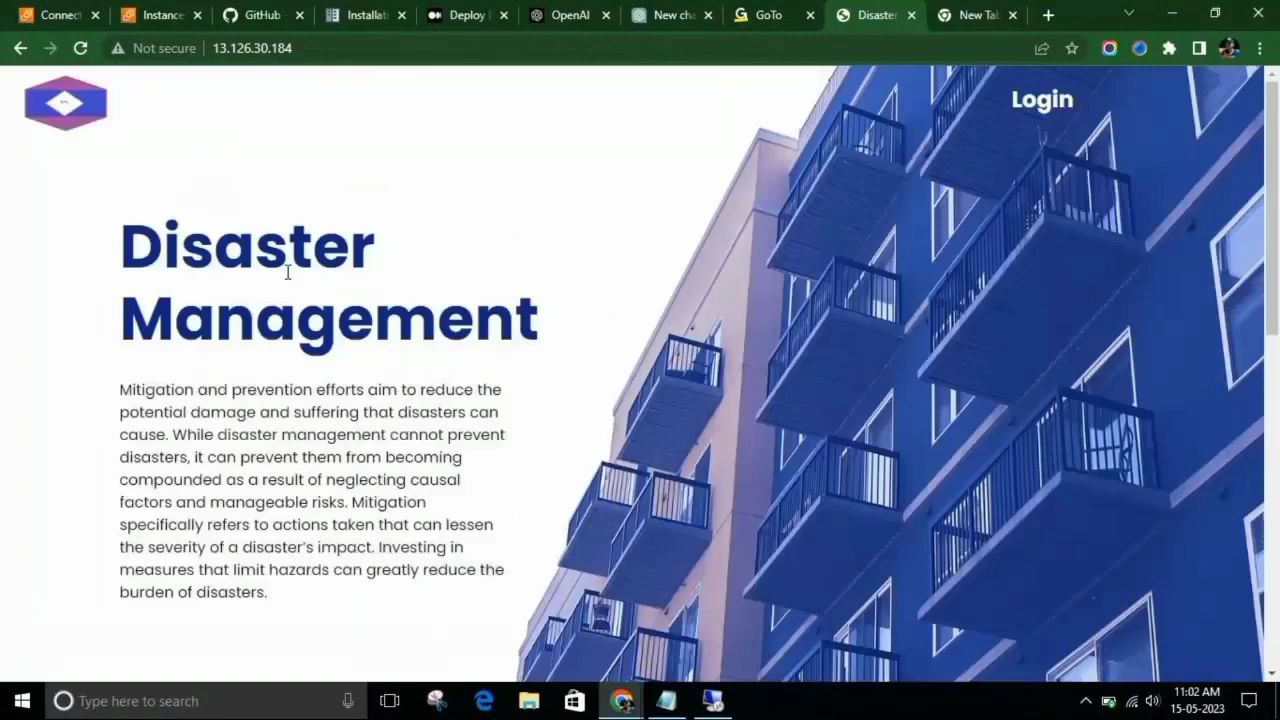 Connect
Instance
GitHub
Installati
Deploy
OpenAI
New cha
GoTo
Disaster
New Tab
Not secure
13.126.30.184
Login
Disaster
Management
Mitigation and prevention efforts aim to reduce the
potential damage and suffering that disasters can
cause. While disaster management cannot prevent
disasters, it can prevent them from becoming
compounded as a result of neglecting causal
factors and manageable risks. Mitigation
specifically refers to actions taken that can lessen
the severity of a disaster's impact. Investing in
measures that limit hazards can greatly reduce the
burden of disasters.
Type here to search
11:02 AM
15-05-2023